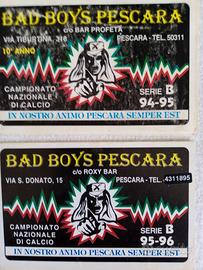 BAD BOYS PESCARA
c/o BAR PROFETA
VIA TIBURTINA, 318
PESCARA - TEL. 50311
10° ANNO
CAMPIONATO
NAZIONALE
DI CALCIO
SERIE B
94-95
IN NOSTRO ANIMO PESCARA SEMPER EST
BAD BOYS PESCARA
c/o ROXY BAR
VIA S. DONATO, 15
PESCARA - TEL. 4311895
CAMPIONATO
NAZIONALE
DI CALCIO
SERIE B
95-96
IN NOSTRO ANIMO PESCARA SEMPER EST